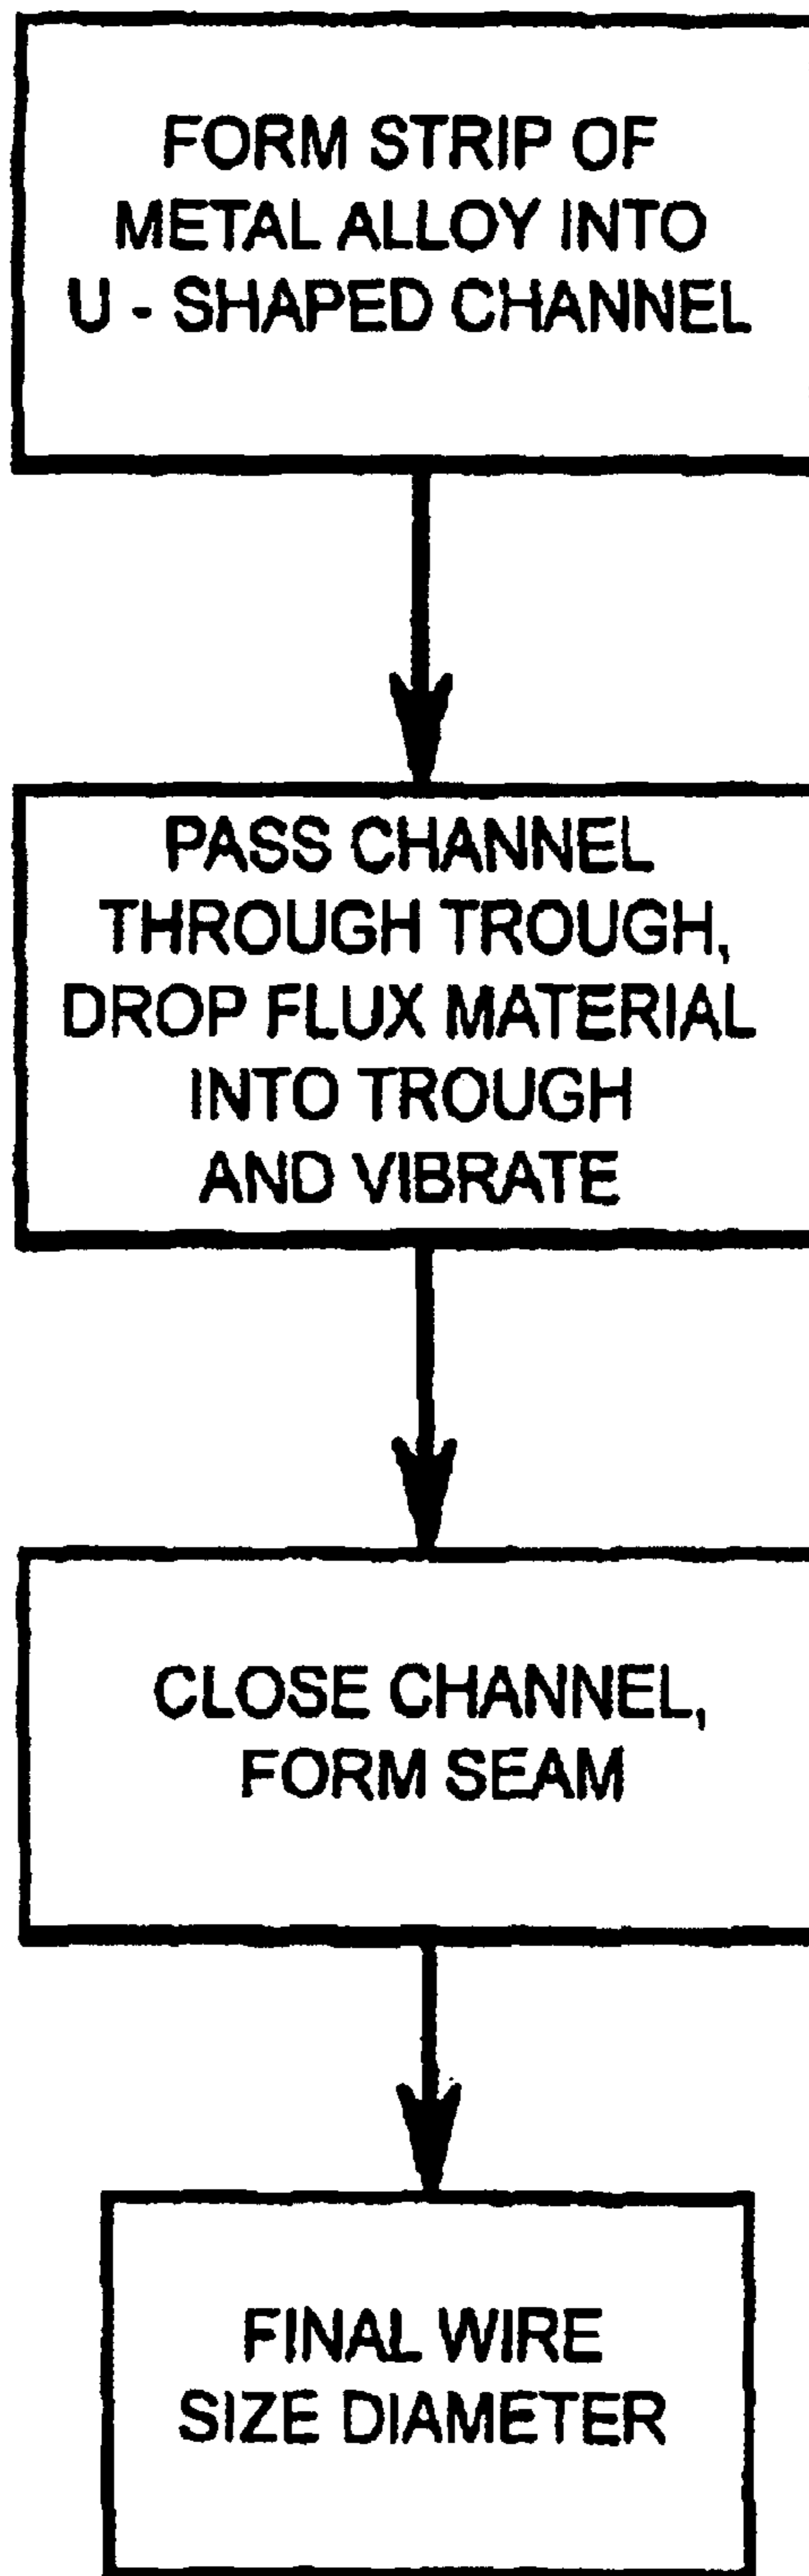 FORM STRIP OF
METAL ALLOY INTO
U - SHAPED CHANNEL
PASS CHANNEL
THROUGH TROUGH,
DROP FLUX MATERIAL
INTO TROUGH
AND VIBRATE
CLOSE CHANNEL,
FORM SEAM
FINAL WIRE
SIZE DIAMETER